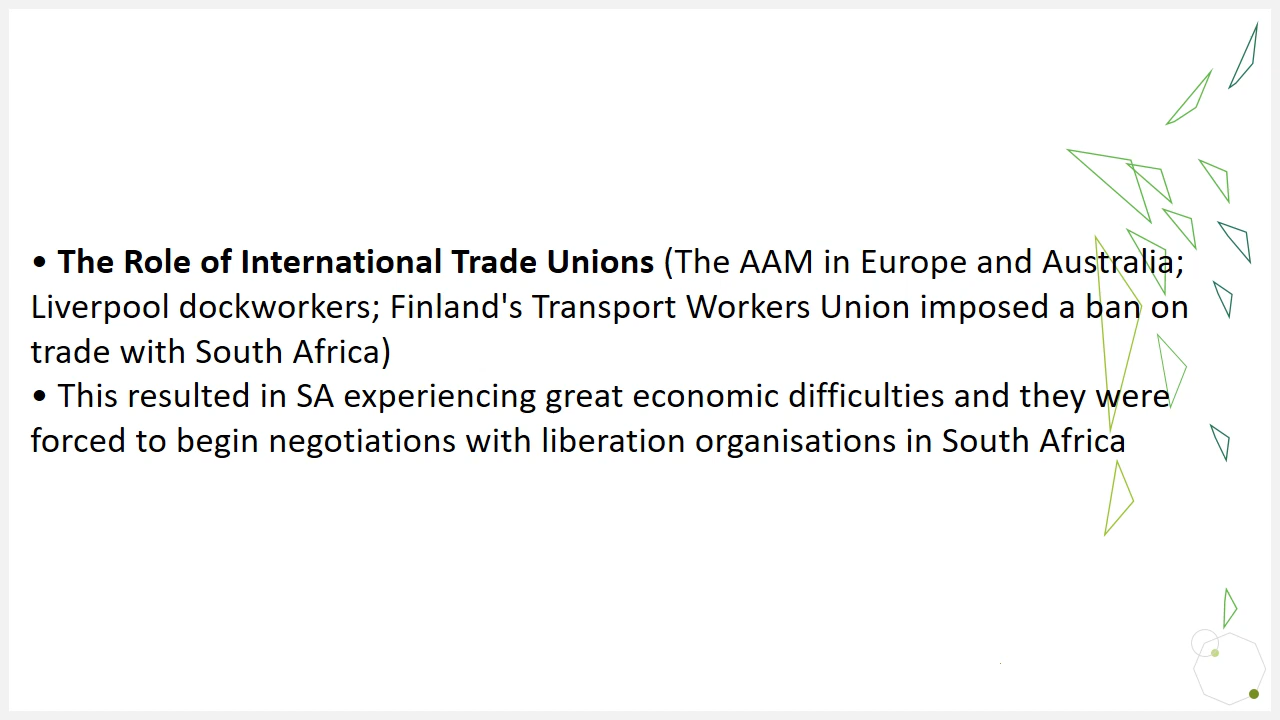 • The Role of International Trade Unions (The AAM in Europe and Australia;
Liverpool dockworkers; Finland's Transport Workers Union imposed a ban on
trade with South Africa)
• This resulted in SA experiencing great economic difficulties and they were
forced to begin negotiations with liberation organisations in South Africa